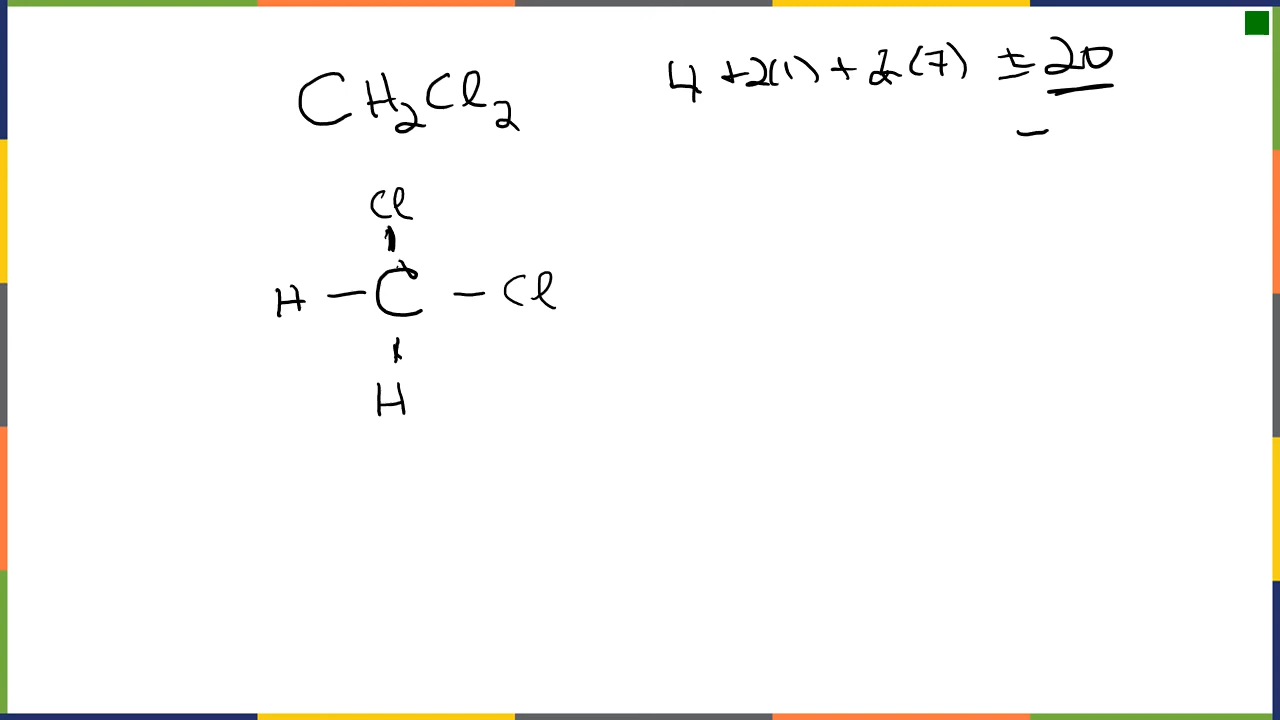 CH₂Cl₂
4 + 2(1) + 2(7) = 20
Cl
H — C — Cl
H